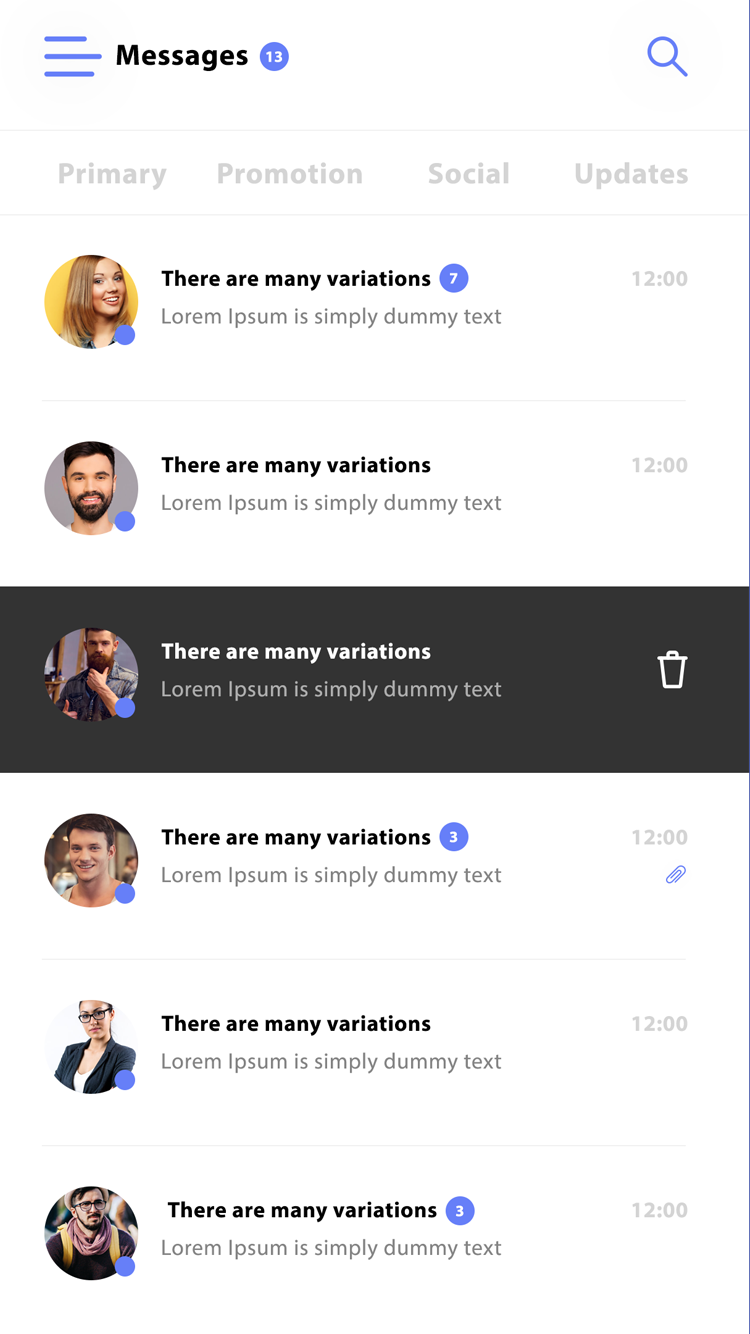 Messages 13
Primary Promotion Social Updates
There are many variations 7 12:00
Lorem Ipsum is simply dummy text
There are many variations 12:00
Lorem Ipsum is simply dummy text
There are many variations
Lorem Ipsum is simply dummy text
There are many variations 3 12:00
Lorem Ipsum is simply dummy text
There are many variations 12:00
Lorem Ipsum is simply dummy text
There are many variations 3 12:00
Lorem Ipsum is simply dummy text